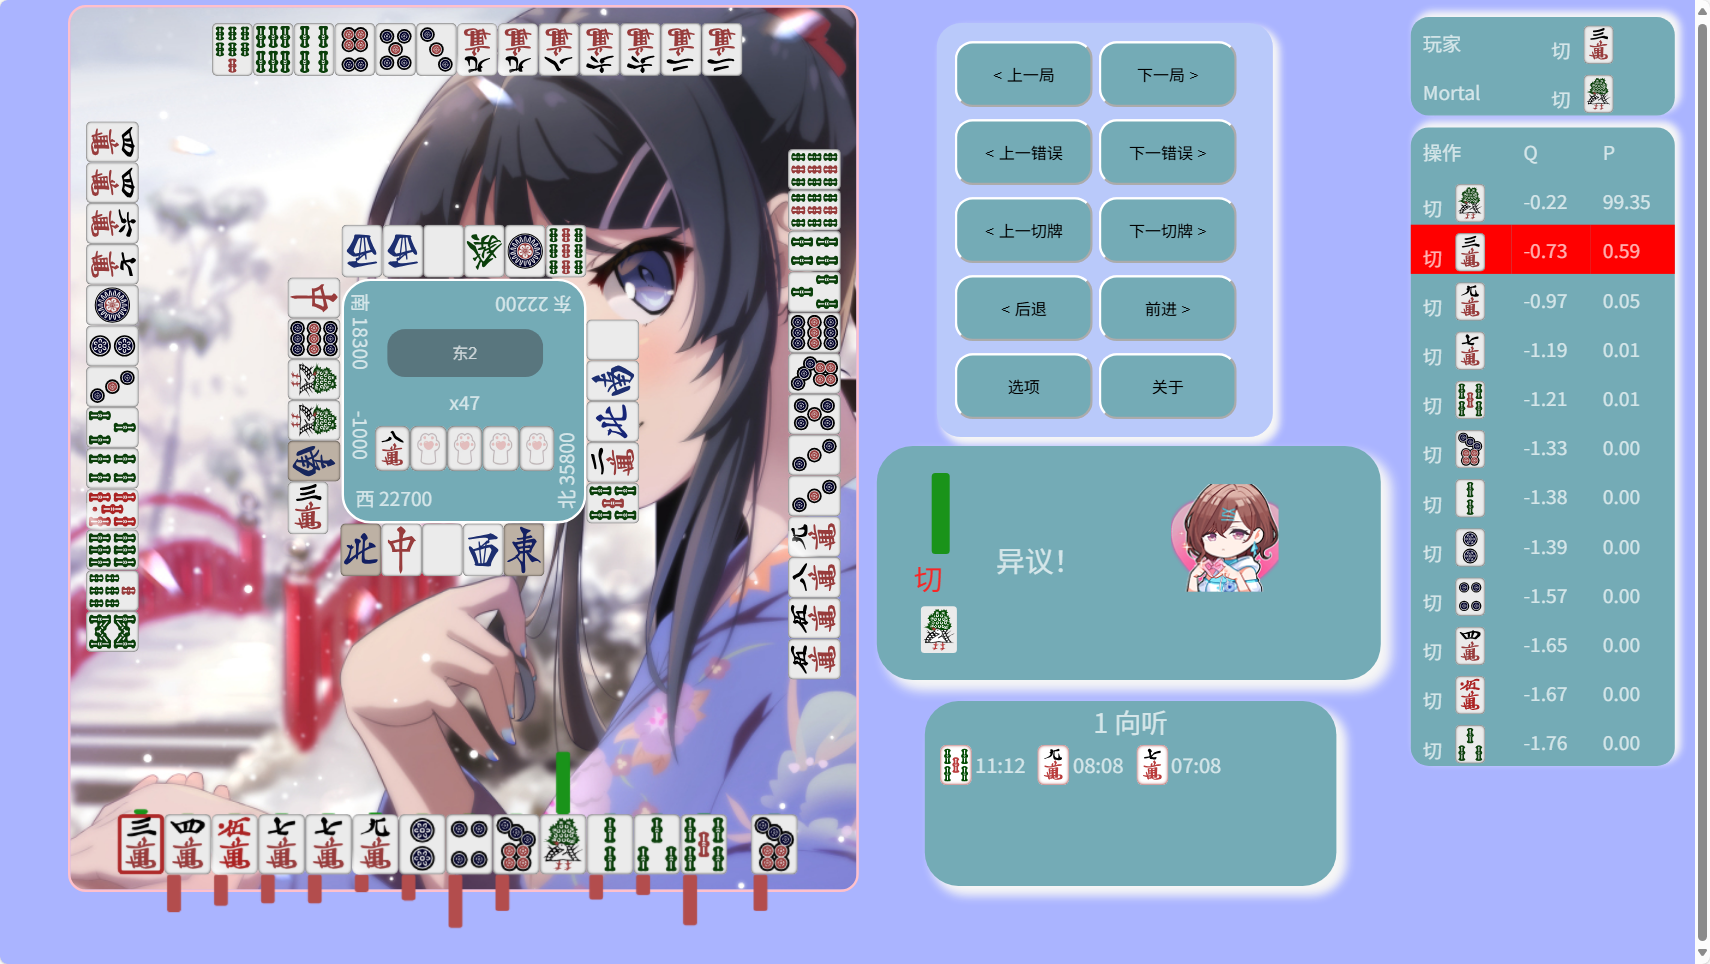 南 18300
东 22200
东2
x47
-1000
北 35800
西 22700
< 上一局
下一局 >
< 上一错误
下一错误 >
< 上一切牌
下一切牌 >
< 后退
前进 >
选项
关于
切
异议!
1 向听
11:12 08:08 07:08
玩家 切
Mortal 切
操作 Q P
切 -0.22 99.35
切 -0.73 0.59
切 -0.97 0.05
切 -1.19 0.01
切 -1.21 0.01
切 -1.33 0.00
切 -1.38 0.00
切 -1.39 0.00
切 -1.57 0.00
切 -1.65 0.00
切 -1.67 0.00
切 -1.76 0.00